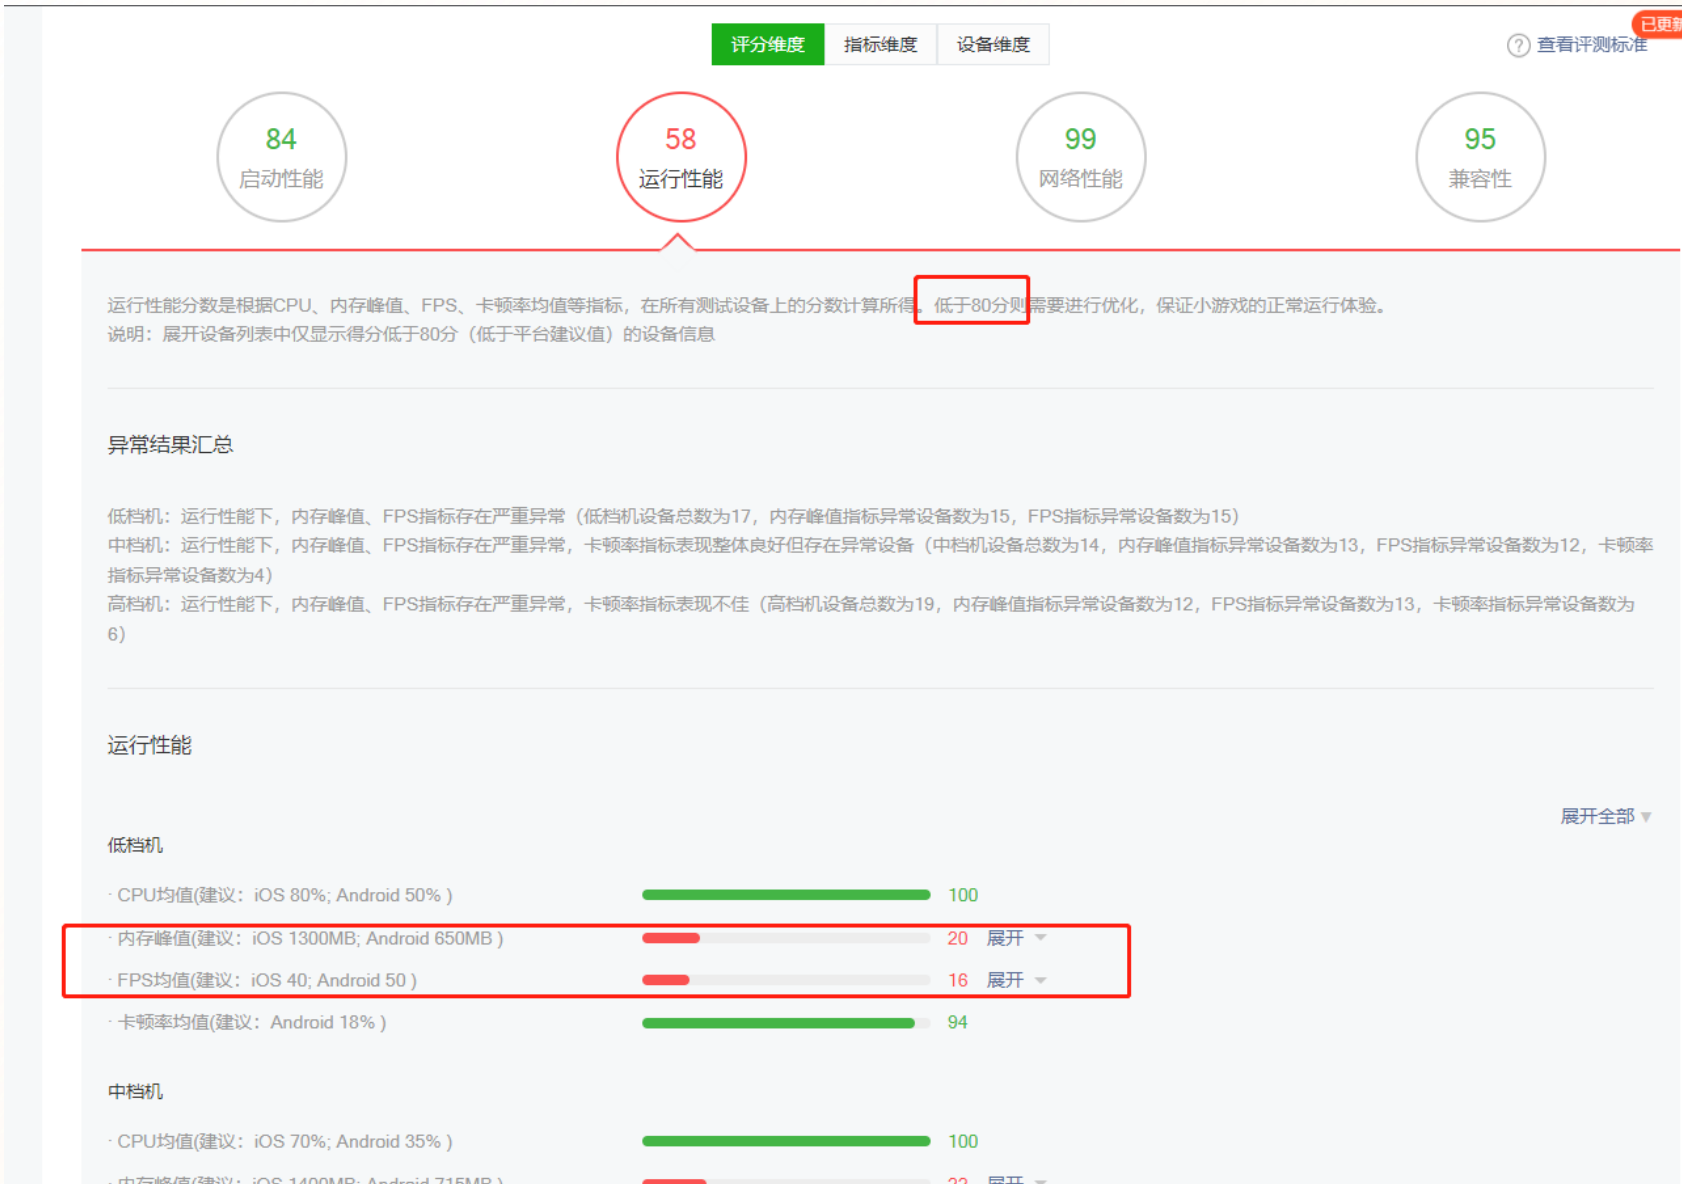 已更新
评分维度 指标维度 设备维度
查看评测标准
84 58 99 95
启动性能 运行性能 网络性能 兼容性
运行性能分数是根据CPU、内存峰值、FPS、卡顿率均值等指标，在所有测试设备上的分数计算所得。低于80分则需要进行优化，保证小游戏的正常运行体验。
说明：展开设备列表中仅显示得分低于80分（低于平台建议值）的设备信息
异常结果汇总
低档机：运行性能下，内存峰值、FPS指标存在严重异常（低档机设备总数为17，内存峰值指标异常设备数为15，FPS指标异常设备数为15）
中档机：运行性能下，内存峰值、FPS指标存在严重异常，卡顿率指标表现整体良好但存在异常设备（中档机设备总数为14，内存峰值指标异常设备数为13，FPS指标异常设备数为12，卡顿率
指标异常设备数为4）
高档机：运行性能下，内存峰值、FPS指标存在严重异常，卡顿率指标表现不佳（高档机设备总数为19，内存峰值指标异常设备数为12，FPS指标异常设备数为13，卡顿率指标异常设备数为
6）
运行性能
展开全部
低档机
· CPU均值(建议：iOS 80%; Android 50% ) 100
· 内存峰值(建议：iOS 1300MB; Android 650MB ) 20 展开
· FPS均值(建议：iOS 40; Android 50 ) 16 展开
· 卡顿率均值(建议：Android 18% ) 94
中档机
· CPU均值(建议：iOS 70%; Android 35% ) 100
· 内存峰值(建议：iOS 1400MB; Android 715MB ) 22 展开